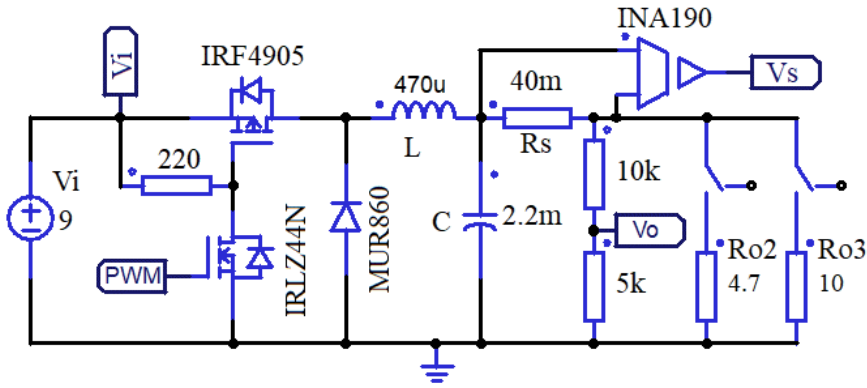 INA190
Vi
IRF4905
470u
40m
Vs
L
Rs
220
10k
Vi
9
C
2.2m
Vo
PWM
IRLZ44N
MUR860
5k
Ro2
4.7
Ro3
10